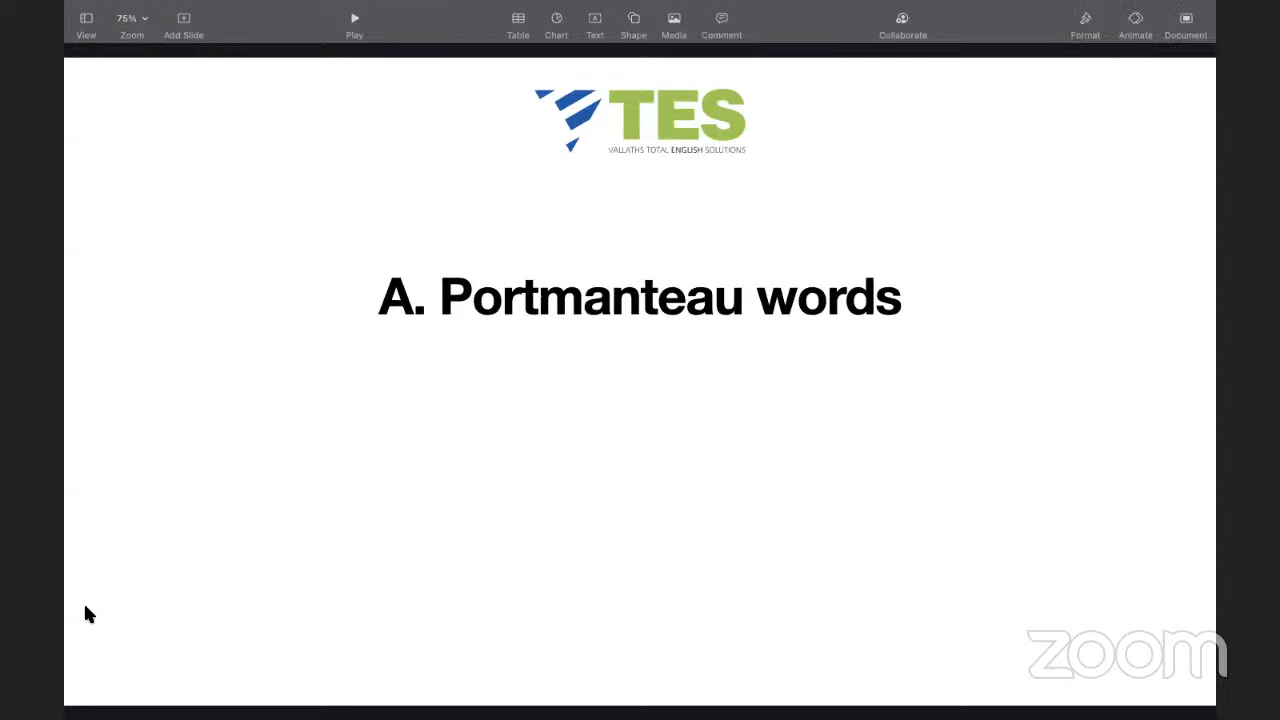 View 75% Zoom Add Slide Play Table Chart Text Shape Media Comment Collaborate Format Animate Document
TES
VALLATHS TOTAL ENGLISH SOLUTIONS
A. Portmanteau words
zoom